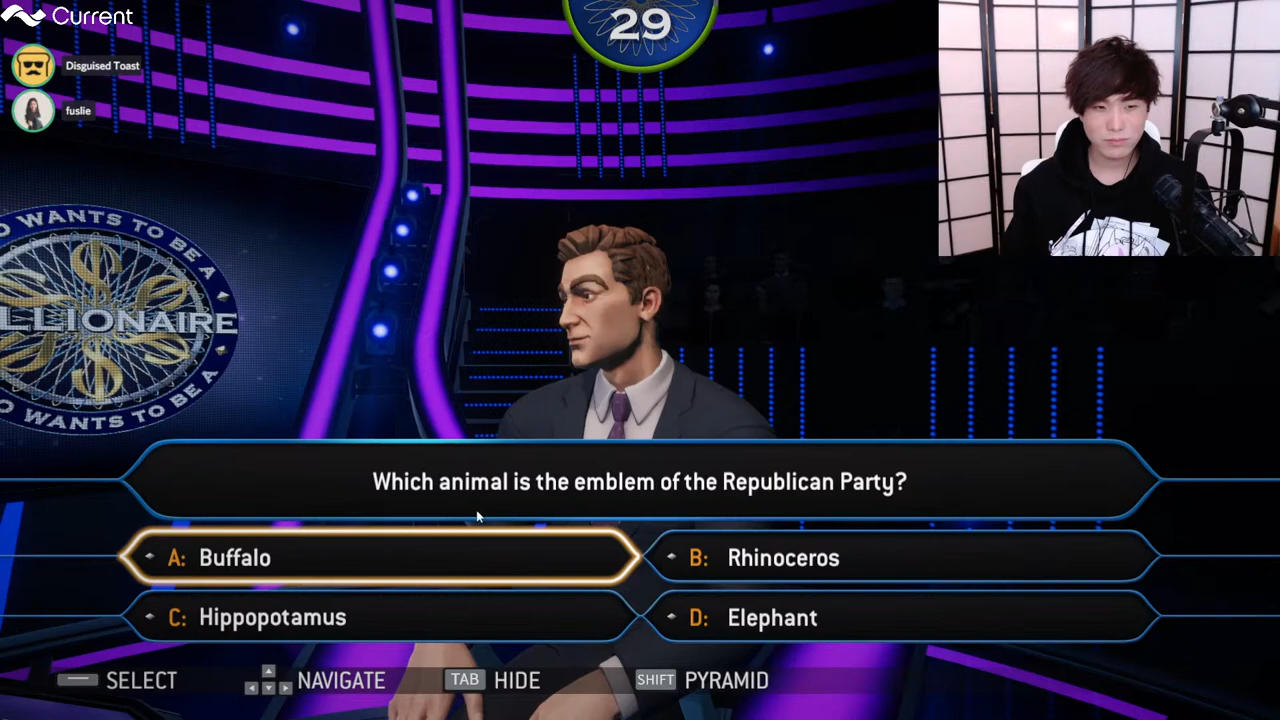 Current
29
Disguised Toast
fuslie
O WANTS TO BE A
LLIONAIRE
O WANTS TO BE A
Which animal is the emblem of the Republican Party?
A: Buffalo
B: Rhinoceros
C: Hippopotamus
D: Elephant
SELECT
NAVIGATE
TAB HIDE
SHIFT PYRAMID